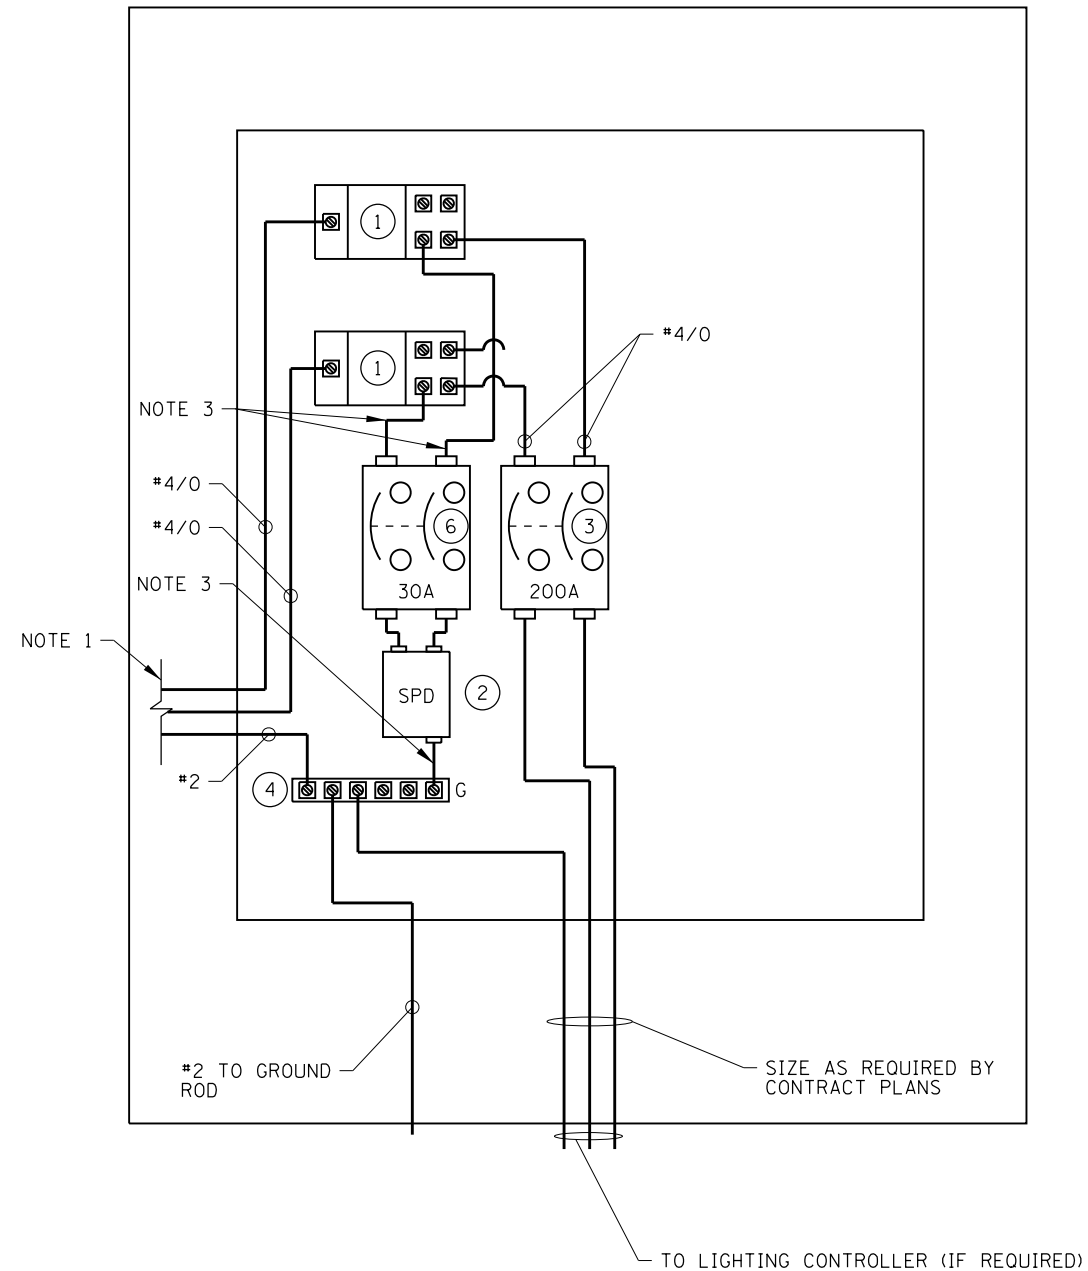 1
1
#4/0
NOTE 3
#4/0
#4/0
6
3
NOTE 3
30A
200A
NOTE 1
SPD
2
#2
4
G
#2 TO GROUND
ROD
SIZE AS REQUIRED BY
CONTRACT PLANS
TO LIGHTING CONTROLLER (IF REQUIRED)